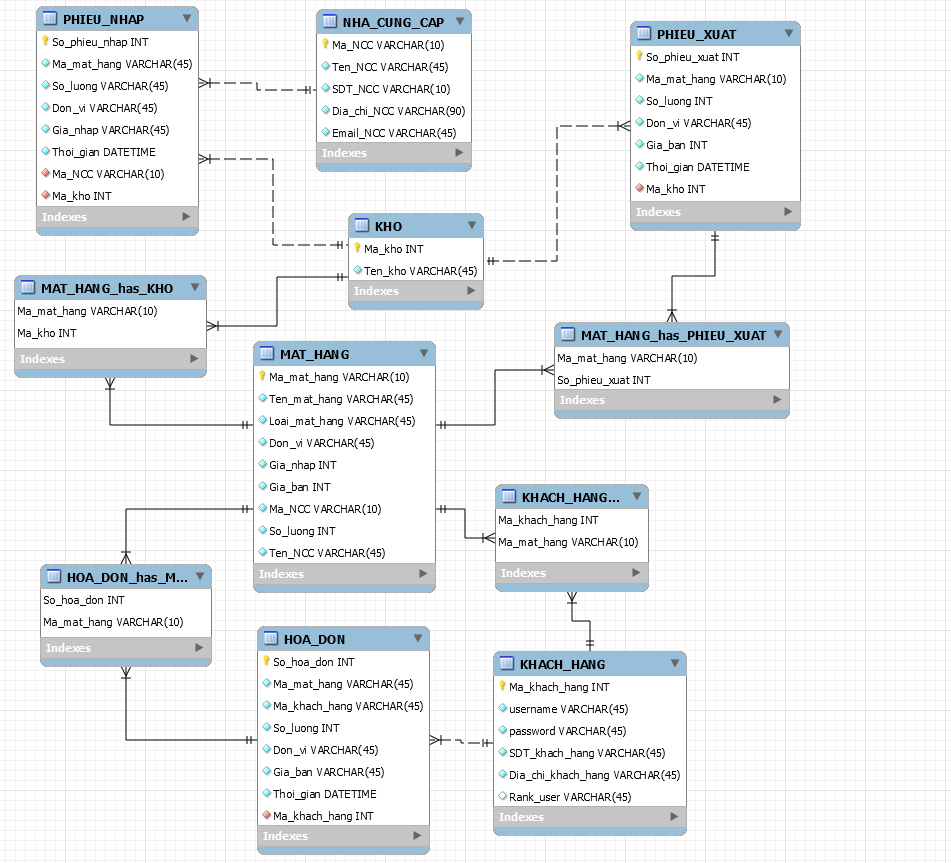 PHIEU_NHAP
So_phieu_nhap INT
Ma_mat_hang VARCHAR(45)
So_luong VARCHAR(45)
Don_vi VARCHAR(45)
Gia_nhap VARCHAR(45)
Thoi_gian DATETIME
Ma_NCC VARCHAR(10)
Ma_kho INT
Indexes
NHA_CUNG_CAP
Ma_NCC VARCHAR(10)
Ten_NCC VARCHAR(45)
SDT_NCC VARCHAR(10)
Dia_chi_NCC VARCHAR(90)
Email_NCC VARCHAR(45)
Indexes
PHIEU_XUAT
So_phieu_xuat INT
Ma_mat_hang VARCHAR(10)
So_luong INT
Don_vi VARCHAR(45)
Gia_ban INT
Thoi_gian DATETIME
Ma_kho INT
Indexes
KHO
Ma_kho INT
Ten_kho VARCHAR(45)
Indexes
MAT_HANG_has_KHO
Ma_mat_hang VARCHAR(10)
Ma_kho INT
Indexes
MAT_HANG
Ma_mat_hang VARCHAR(10)
Ten_mat_hang VARCHAR(45)
Loai_mat_hang VARCHAR(45)
Don_vi VARCHAR(45)
Gia_nhap INT
Gia_ban INT
Ma_NCC VARCHAR(10)
So_luong INT
Ten_NCC VARCHAR(45)
Indexes
MAT_HANG_has_PHIEU_XUAT
Ma_mat_hang VARCHAR(10)
So_phieu_xuat INT
Indexes
KHACH_HANG...
Ma_khach_hang INT
Ma_mat_hang VARCHAR(10)
Indexes
HOA_DON_has_M...
So_hoa_don INT
Ma_mat_hang VARCHAR(10)
Indexes
HOA_DON
So_hoa_don INT
Ma_mat_hang VARCHAR(45)
Ma_khach_hang VARCHAR(45)
So_luong INT
Don_vi VARCHAR(45)
Gia_ban VARCHAR(45)
Thoi_gian DATETIME
Ma_khach_hang INT
Indexes
KHACH_HANG
Ma_khach_hang INT
username VARCHAR(45)
password VARCHAR(45)
SDT_khach_hang VARCHAR(45)
Dia_chi_khach_hang VARCHAR(45)
Rank_user VARCHAR(45)
Indexes